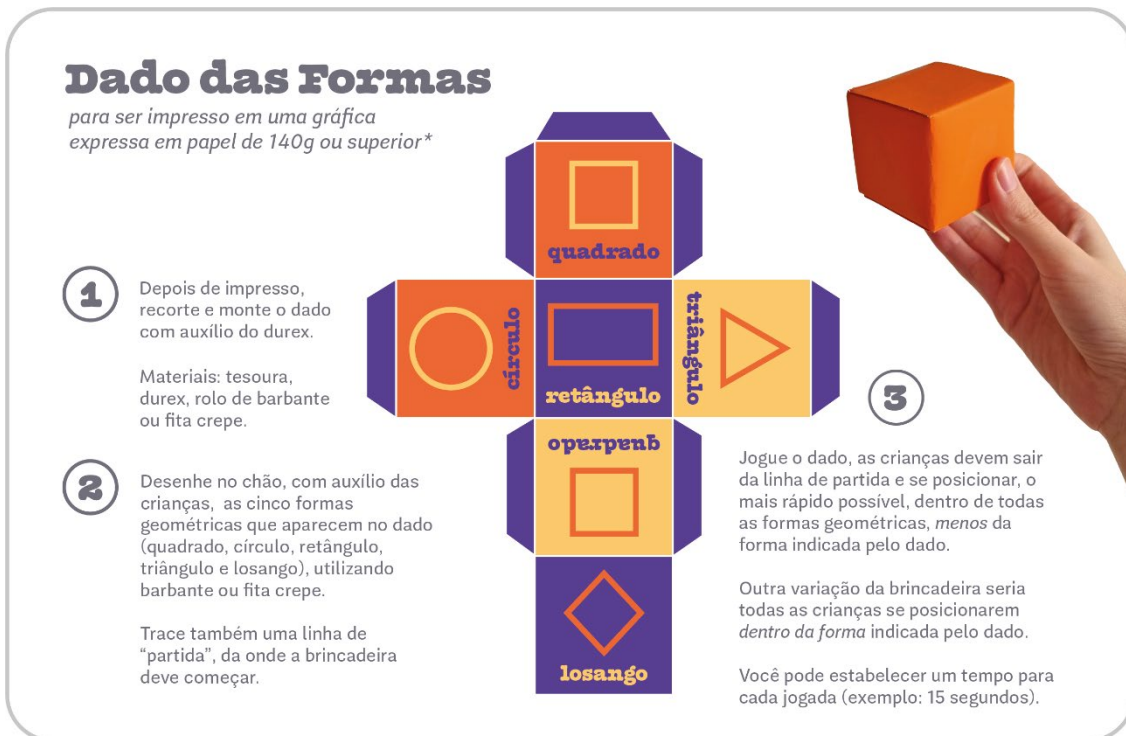 Dado das Formas
para ser impresso em uma gráfica
expressa em papel de 140g ou superior*
1
Depois de impresso,
recorte e monte o dado
com auxílio do durex.
Materiais: tesoura,
durex, rolo de barbante
ou fita crepe.
2
Desenhe no chão, com auxílio das
crianças, as cinco formas
geométricas que aparecem no dado
(quadrado, círculo, retângulo,
triângulo e losango), utilizando
barbante ou fita crepe.
Trace também uma linha de
“partida”, da onde a brincadeira
deve começar.
quadrado
círculo
retângulo
triângulo
quadrado
losango
3
Jogue o dado, as crianças devem sair
da linha de partida e se posicionar, o
mais rápido possível, dentro de todas
as formas geométricas, menos da
forma indicada pelo dado.
Outra variação da brincadeira seria
todas as crianças se posicionarem
dentro da forma indicada pelo dado.
Você pode estabelecer um tempo para
cada jogada (exemplo: 15 segundos).